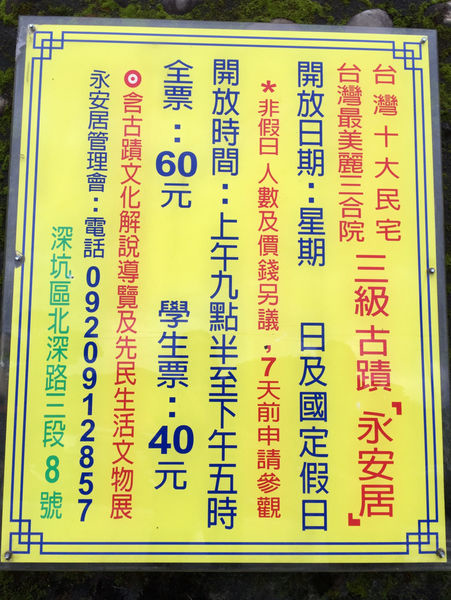 台灣十大民宅
台灣最美麗三合院
三級古蹟『永安居』
開放日期：星期 日及國定假日
*非假日 人數及價錢另議，7天前申請參觀
開放時間：上午九點半至下午五時
全票：60元 學生票：40元
◎含古蹟文化解說導覽及先民生活文物展
永安居管理會：電話 0920912857
深坑區北深路三段8號